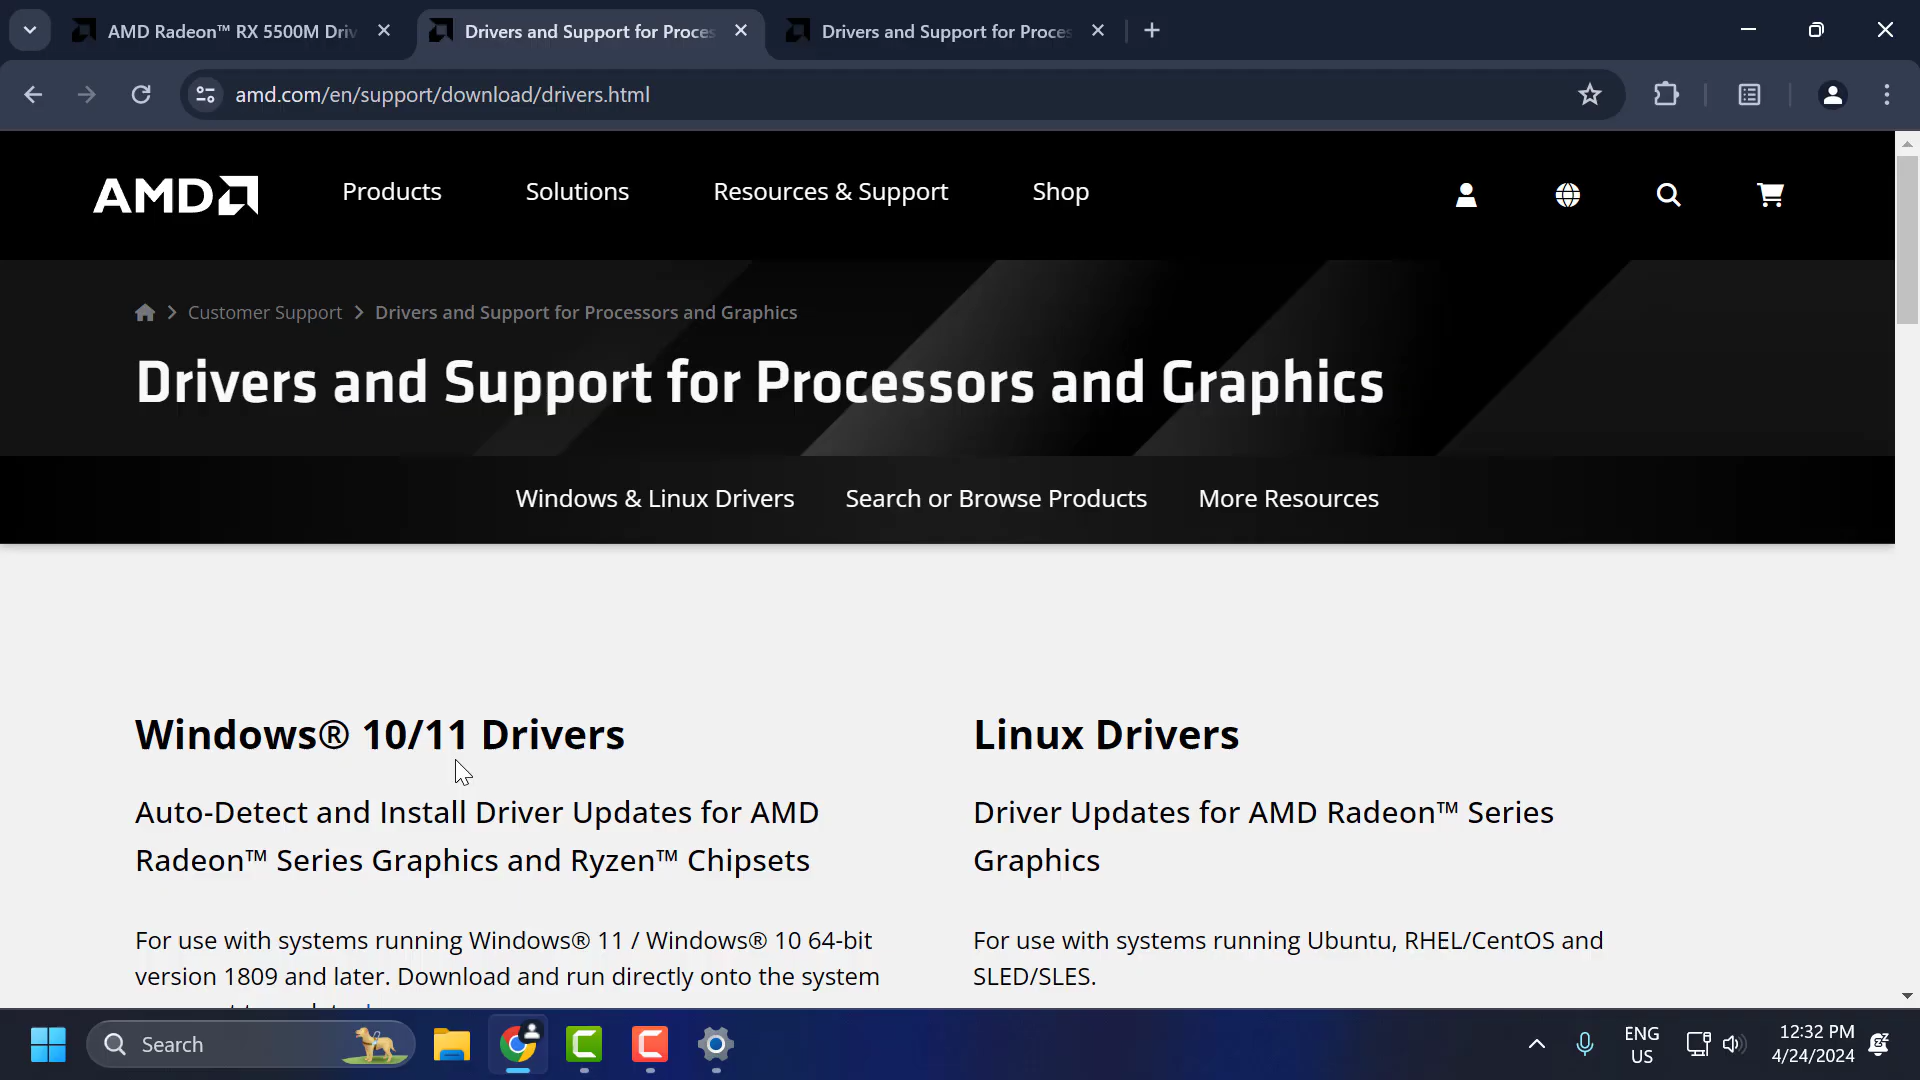 AMD Radeon™ RX 5500M Driv
Drivers and Support for Proces
Drivers and Support for Proces
amd.com/en/support/download/drivers.html
AMD
Products
Solutions
Resources & Support
Shop
Customer Support
Drivers and Support for Processors and Graphics
Drivers and Support for Processors and Graphics
Windows & Linux Drivers
Search or Browse Products
More Resources
Windows® 10/11 Drivers
Auto-Detect and Install Driver Updates for AMD
Radeon™ Series Graphics and Ryzen™ Chipsets
For use with systems running Windows® 11 / Windows® 10 64-bit
version 1809 and later. Download and run directly onto the system
Linux Drivers
Driver Updates for AMD Radeon™ Series
Graphics
For use with systems running Ubuntu, RHEL/CentOS and
SLED/SLES.
Search
ENG
US
12:32 PM
4/24/2024